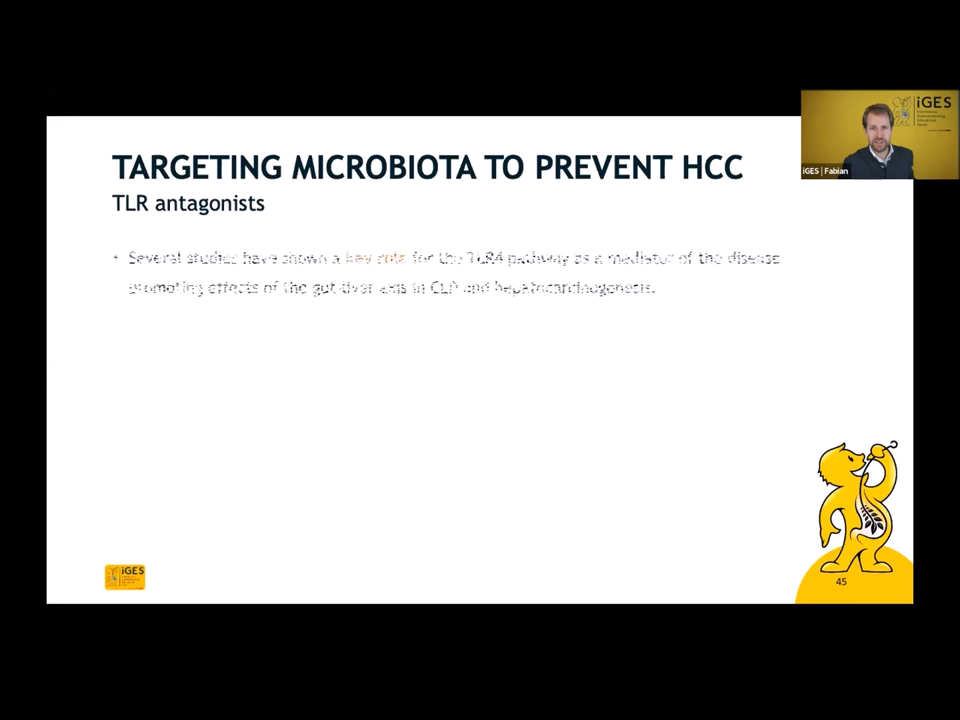 iGES
iGES | Fabian
TARGETING MICROBIOTA TO PREVENT HCC
TLR antagonists
• Several studies have shown a key role for the TLR4 pathway as a mediator of the disease
promoting effects of the gut-liver axis in CLD and hepatocarcinogenesis.
iGES
45